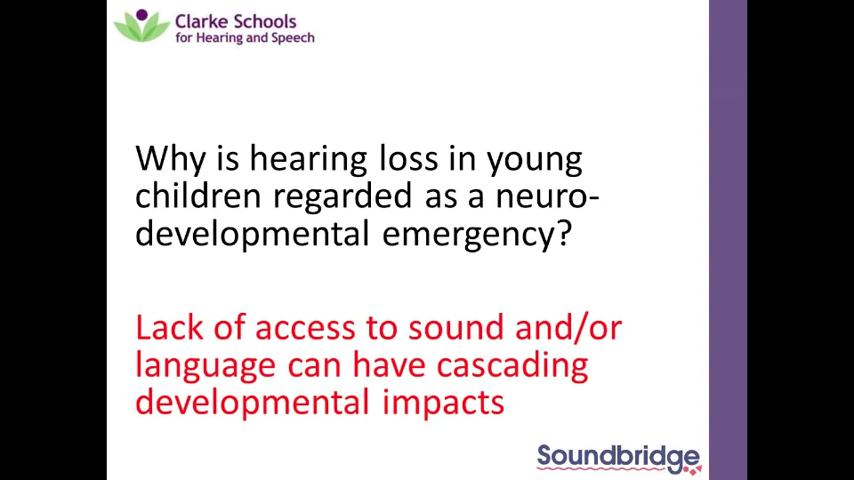 Clarke Schools
for Hearing and Speech
Why is hearing loss in young
children regarded as a neuro-
developmental emergency?
Lack of access to sound and/or
language can have cascading
developmental impacts
Soundbridge